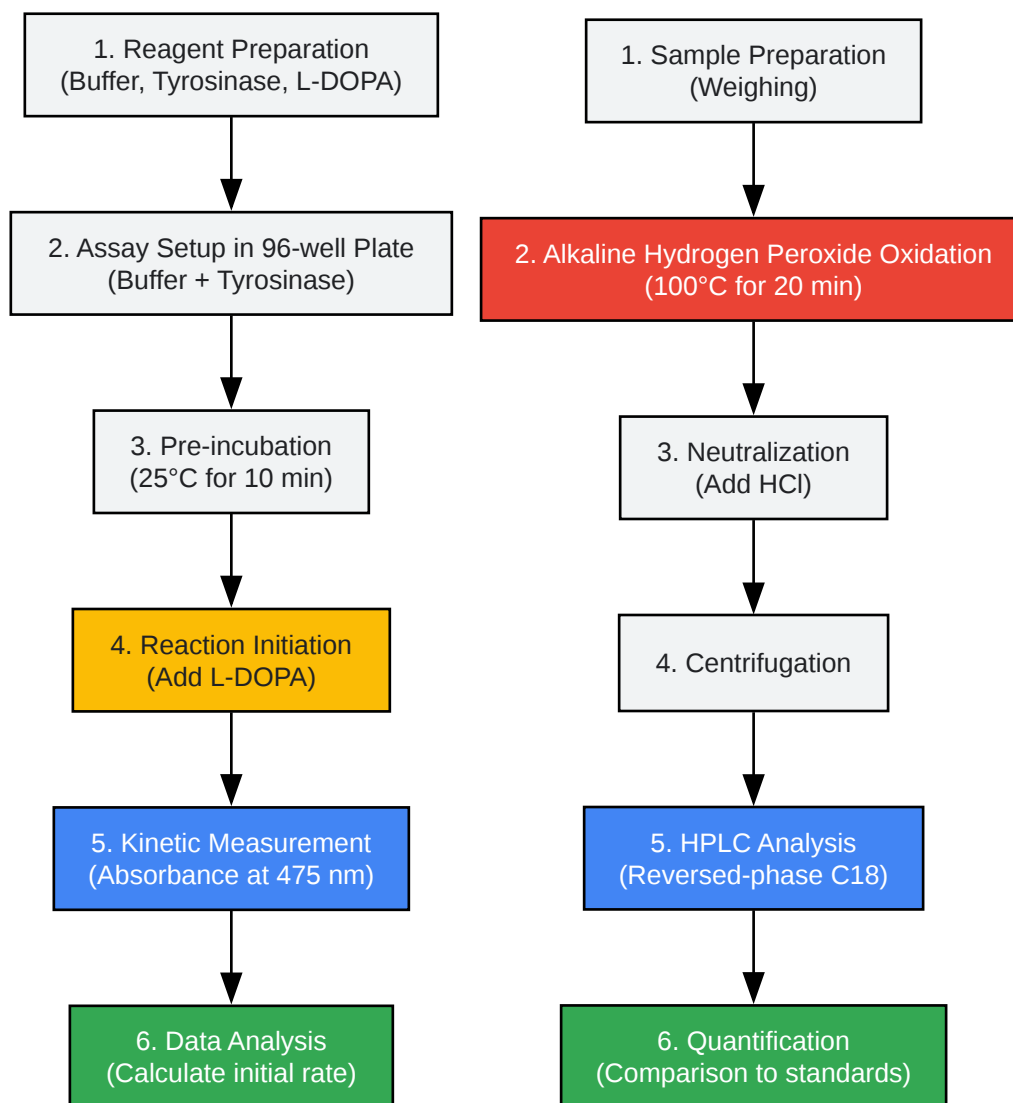 1. Reagent Preparation
(Buffer, Tyrosinase, L-DOPA)
2. Assay Setup in 96-well Plate
(Buffer + Tyrosinase)
3. Pre-incubation
(25°C for 10 min)
4. Reaction Initiation
(Add L-DOPA)
5. Kinetic Measurement
(Absorbance at 475 nm)
6. Data Analysis
(Calculate initial rate)
1. Sample Preparation
(Weighing)
2. Alkaline Hydrogen Peroxide Oxidation
(100°C for 20 min)
3. Neutralization
(Add HCl)
4. Centrifugation
5. HPLC Analysis
(Reversed-phase C18)
6. Quantification
(Comparison to standards)